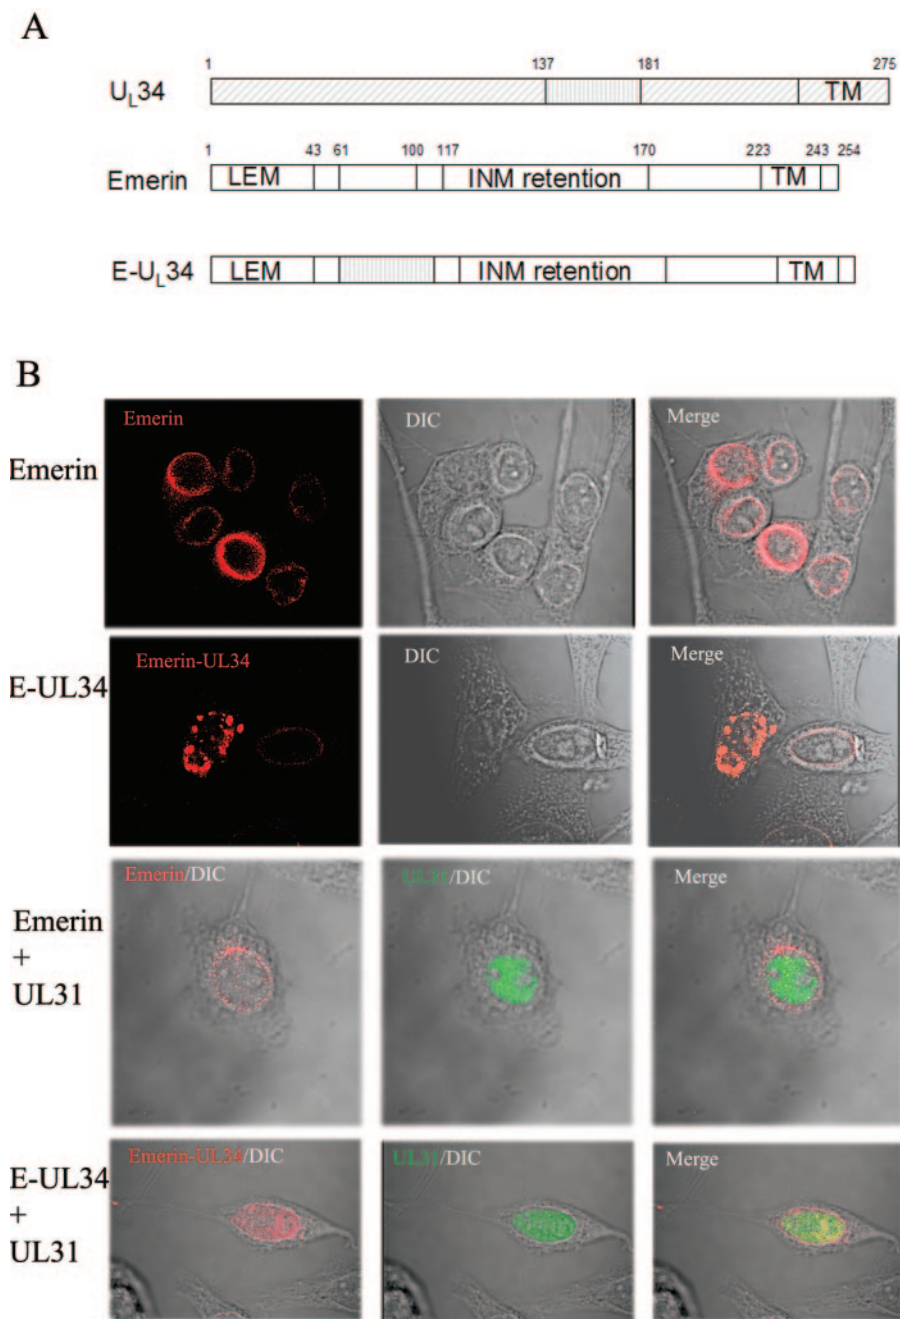 A
1 137 181 275
UL34 TM
1 43 61 100 117 170 223 243 254
Emerin LEM INM retention TM
E-UL34 LEM INM retention TM
B
Emerin DIC Merge
Emerin
Emerin-UL34 DIC Merge
E-UL34
Emerin/DIC UL31/DIC Merge
Emerin
+
UL31
Emerin-UL34/DIC UL31/DIC Merge
E-UL34
+
UL31